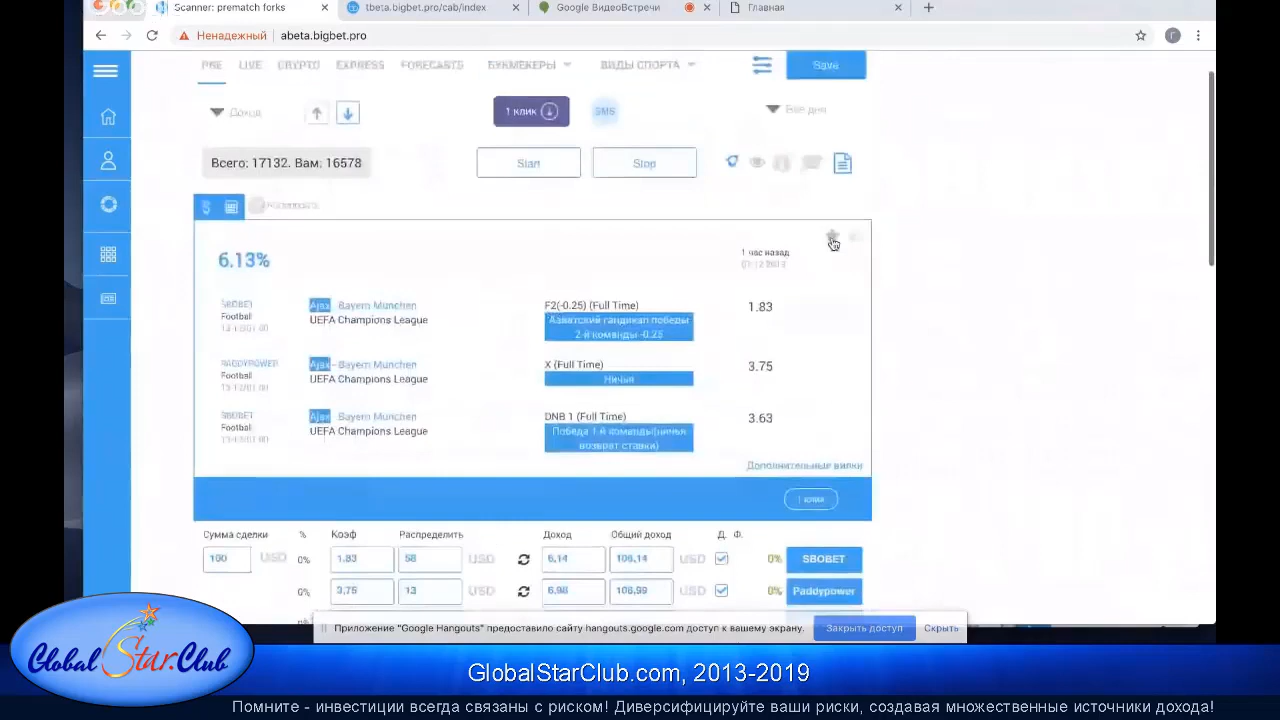 Scanner: prematch forks
tbeta.bigbet.pro/cab/index
Google ВидеоВстречи
Главная
Ненадежный
abeta.bigbet.pro
PRE LIVE CRYPTO EXPRESS FORECASTS БУКМЕКЕРЫ ВИДЫ СПОРТА
Save
Доход
1 клик
SMS
Все дни
Всего: 17132. Вам: 16578
Start
Stop
6.13%
1 час назад
SBOBET
Football
Ajax - Bayern Munchen
UEFA Champions League
F2(-0.25) (Full Time)
Азиатский гандикап победы
2-й команды -0.25
1.83
PADDYPOWER
Football
Ajax - Bayern Munchen
UEFA Champions League
X (Full Time)
Ничья
3.75
SBOBET
Football
Ajax - Bayern Munchen
UEFA Champions League
DNB 1 (Full Time)
Победа 1-й команды(ничья
возврат ставки)
3.63
Дополнительные вилки
1 клик
Сумма сделки % Коэф Распределить Доход Общий доход Д. Ф.
100 USD 0% 1.83 58 USD 6,14 106,14 USD 0% SBOBET
0% 3,75 13 USD 6,98 106,99 USD 0% Paddypower
Приложение "Google Hangouts" предоставило сайту hangouts.google.com доступ к вашему экрану.
Закрыть доступ
Скрыть
Global Star.Club
GlobalStarClub.com, 2013-2019
Помните - инвестиции всегда связаны с риском! Диверсифицируйте ваши риски, создавая множественные источники дохода!